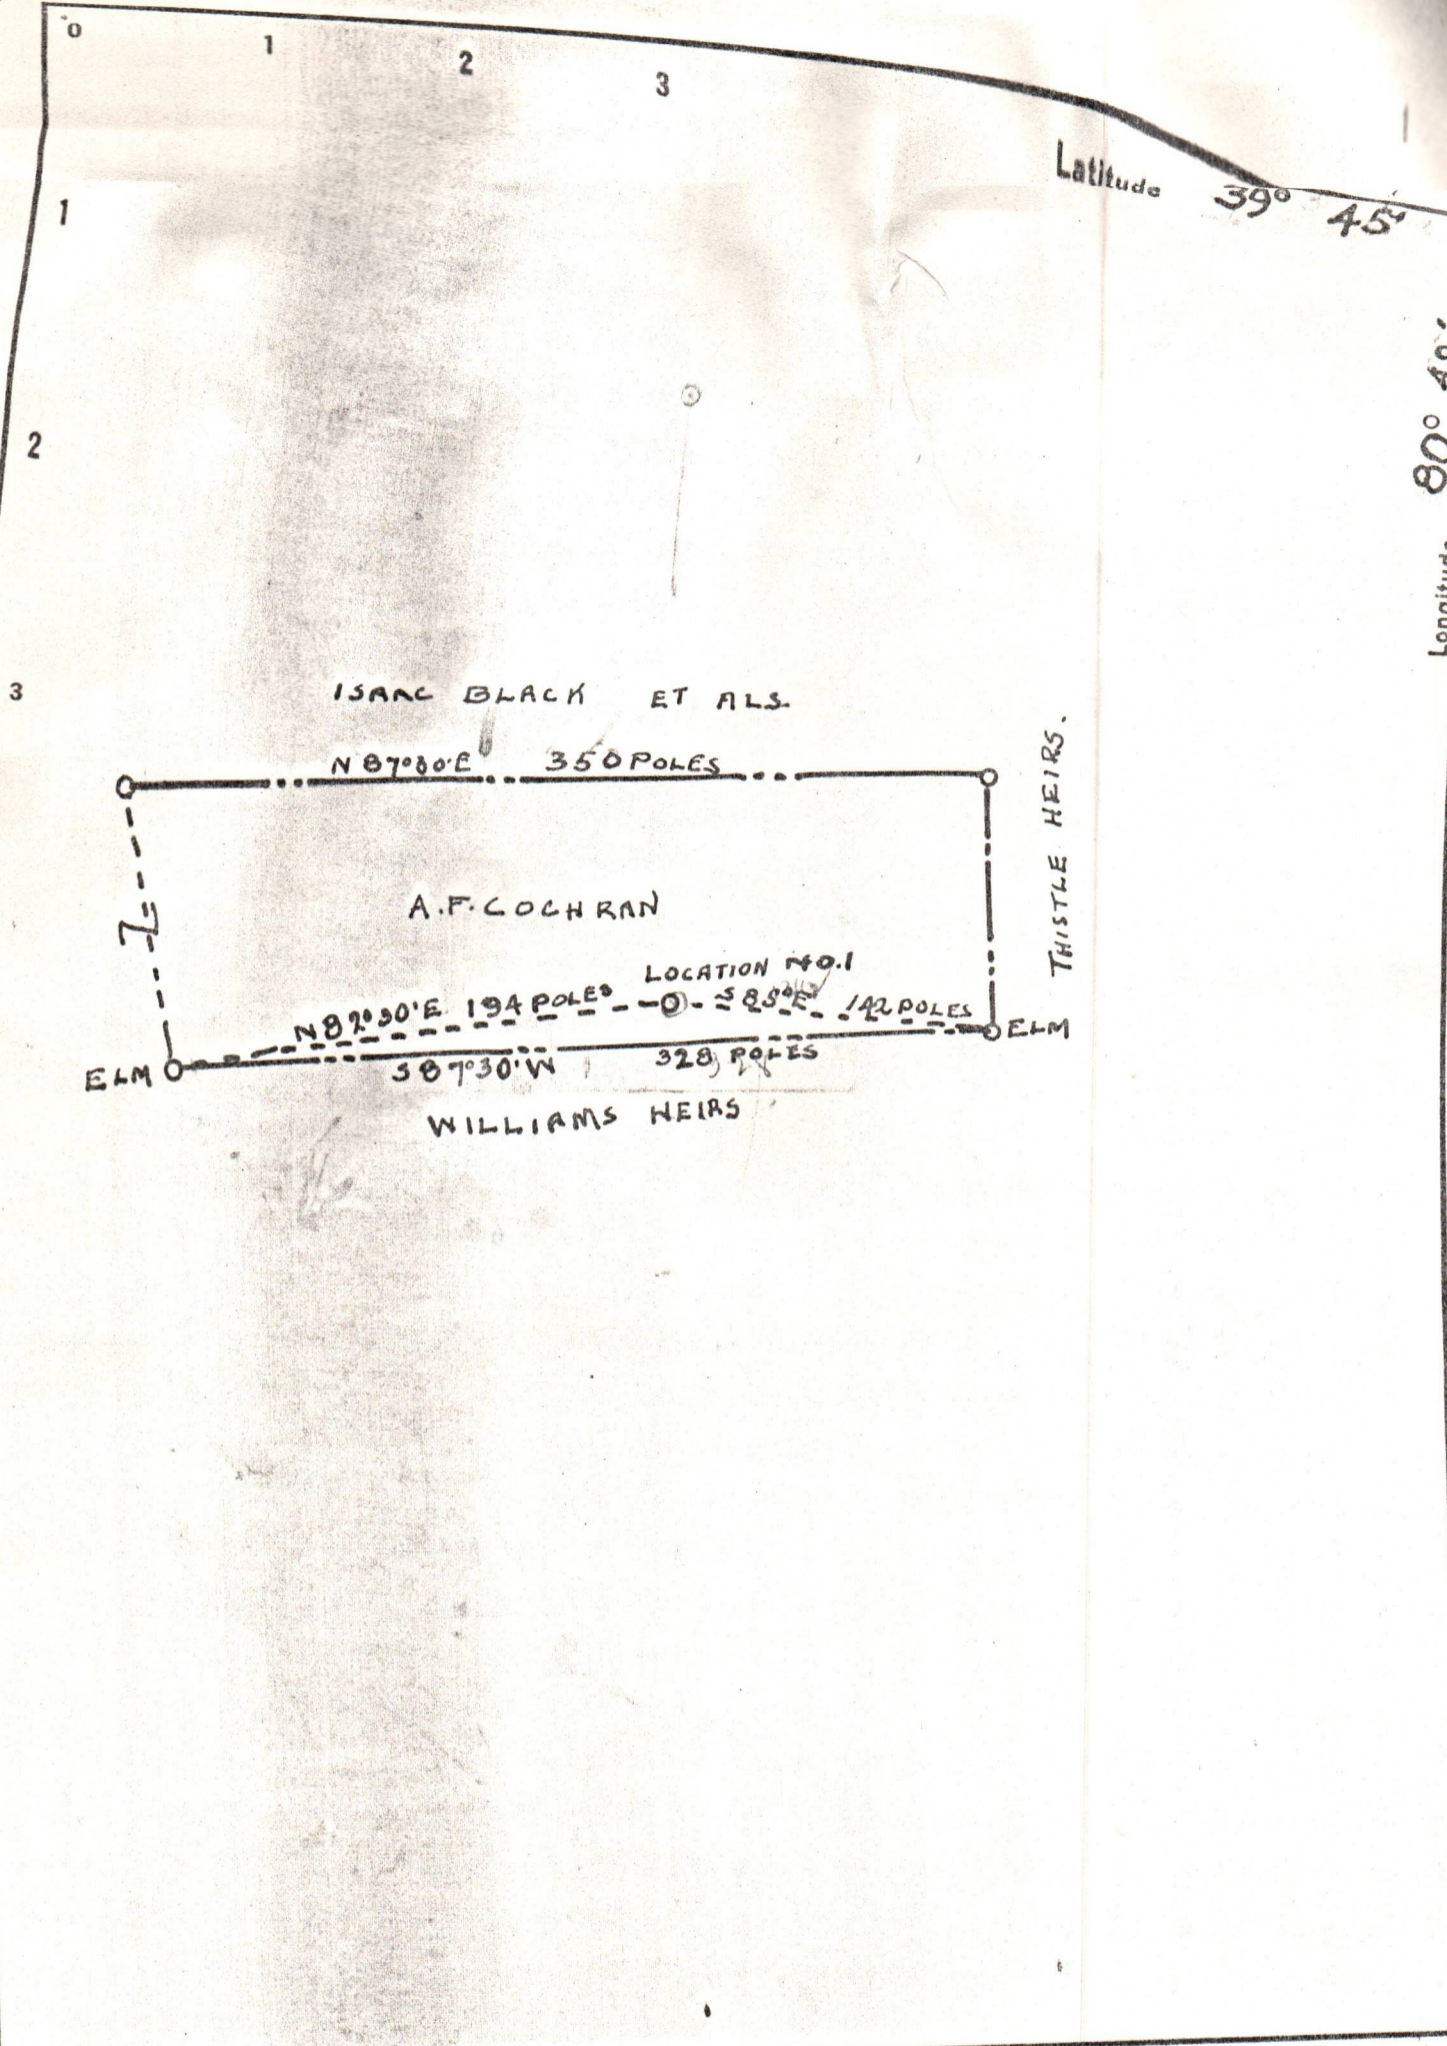 0 1 2 3
Latitude 39° 45'
1
2
80°
Longitude
3
ISAAC BLACK ET ALS.
N 87°30'E 350 POLES
THISTLE HEIRS.
A.F. COCHRAN
LOCATION NO.1
N 82°30'E 194 POLES S 85°E 142 POLES
ELM
ELM
S 87°30'W 328 POLES
WILLIAMS HEIRS